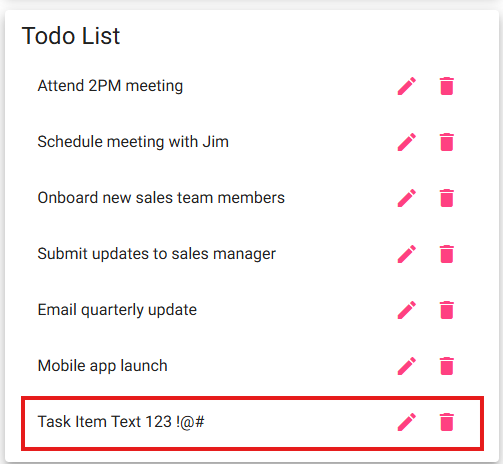 Todo List
Attend 2PM meeting
Schedule meeting with Jim
Onboard new sales team members
Submit updates to sales manager
Email quarterly update
Mobile app launch
Task Item Text 123 !@#